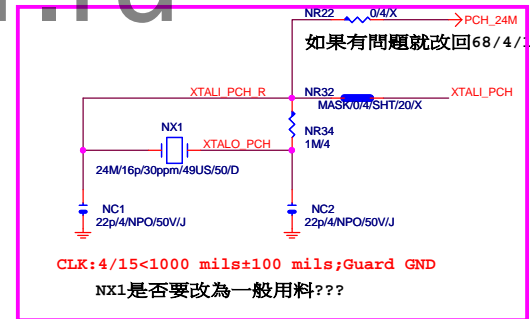 NR22 0/4/X
PCH_24M
如果有問題就改回68/4/1
XTALI_PCH_R
NR32
XTALI_PCH
MASK/0/4/SHT/20/X
NX1
XTALO_PCH
NR34
1M/4
24M/16p/30ppm/49US/50/D
NC1
22p/4/NPO/50V/J
NC2
22p/4/NPO/50V/J
CLK:4/15<1000 mils±100 mils;Guard GND
NX1是否要改為一般用料???